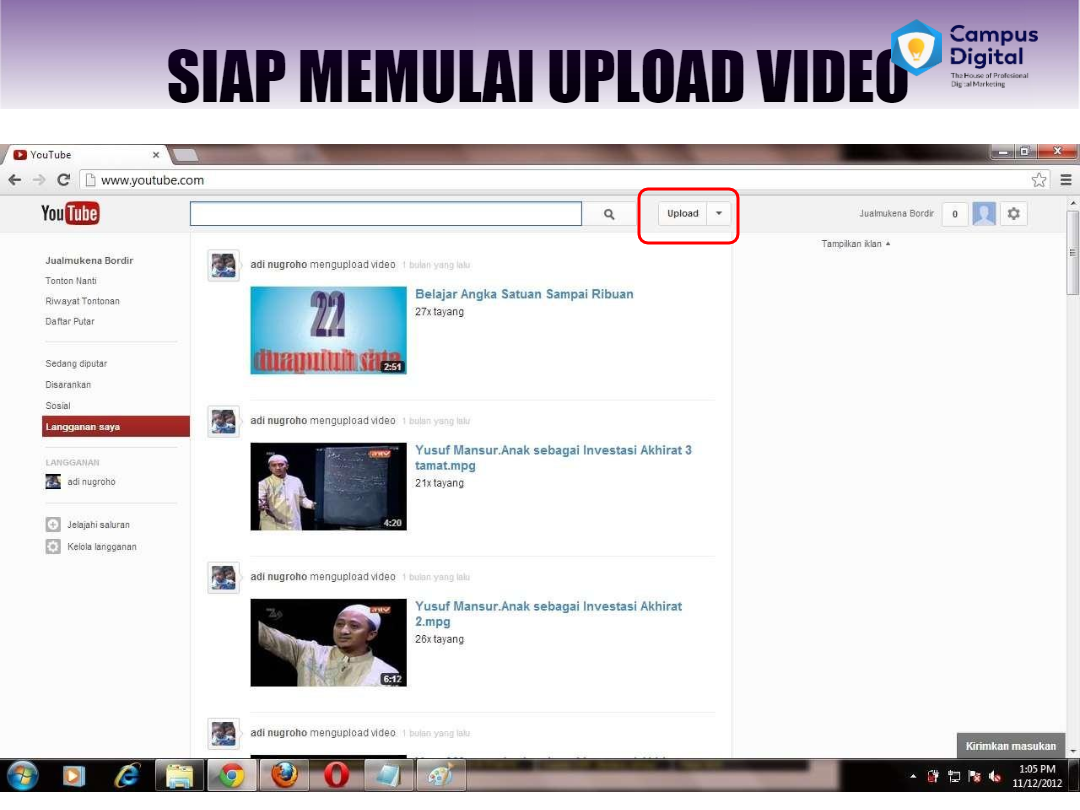 SIAP MEMULAI UPLOAD VIDEO
Campus
Digital
The House of Profesional
Digital Marketing
YouTube
www.youtube.com
YouTube
Upload
Jualmukena Bordir
0
Tampilkan iklan
Jualmukena Bordir
Tonton Nanti
Riwayat Tontonan
Daftar Putar
Sedang diputar
Disarankan
Sosial
Langganan saya
LANGGANAN
adi nugroho
Jelajahi saluran
Kelola langganan
adi nugroho mengupload video 1 bulan yang lalu
22
duapuluh
2:51
Belajar Angka Satuan Sampai Ribuan
27x tayang
adi nugroho mengupload video 1 bulan yang lalu
4:20
Yusuf Mansur.Anak sebagai Investasi Akhirat 3
tamat.mpg
21x tayang
adi nugroho mengupload video 1 bulan yang lalu
6:12
Yusuf Mansur.Anak sebagai Investasi Akhirat
2.mpg
26x tayang
adi nugroho mengupload video 1 bulan yang lalu
Kirimkan masukan
1:05 PM
11/12/2012